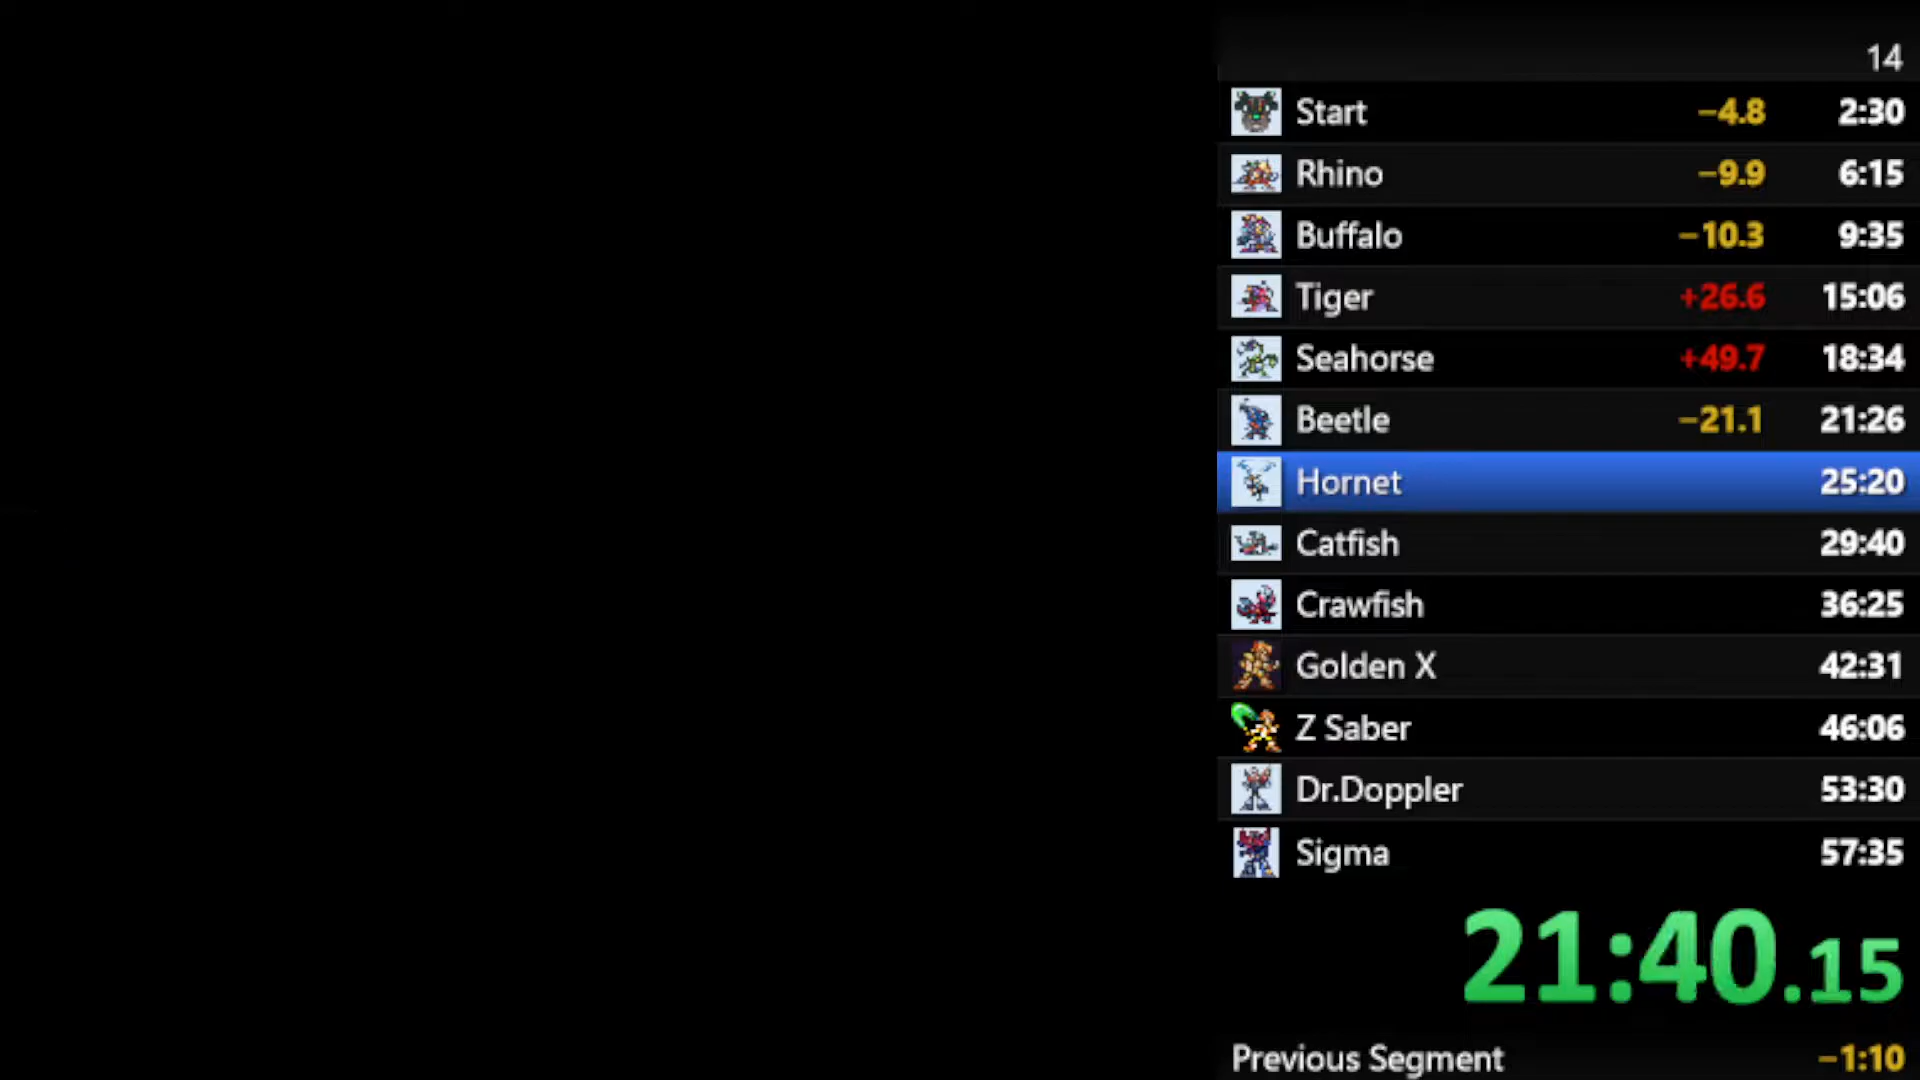 14
Start −4.8 2:30
Rhino −9.9 6:15
Buffalo −10.3 9:35
Tiger +26.6 15:06
Seahorse +49.7 18:34
Beetle −21.1 21:26
Hornet 25:20
Catfish 29:40
Crawfish 36:25
Golden X 42:31
Z Saber 46:06
Dr.Doppler 53:30
Sigma 57:35
21:40.15
Previous Segment −1:10